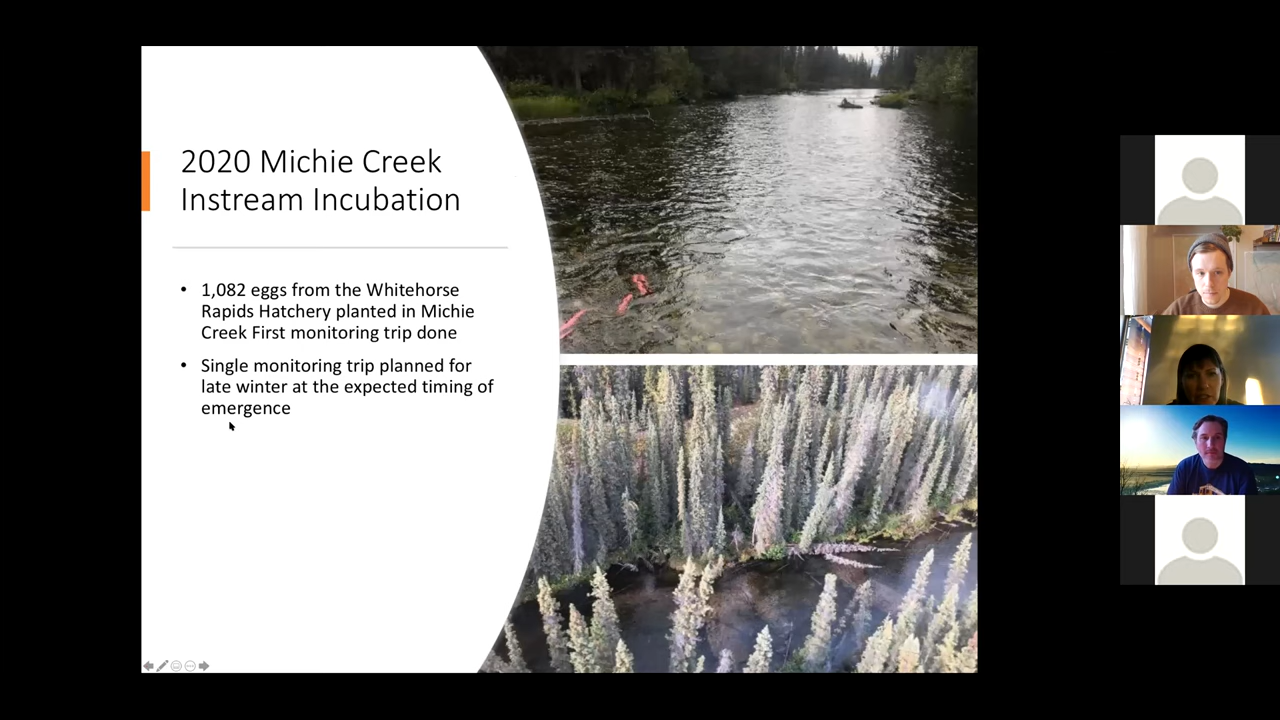 2020 Michie Creek
Instream Incubation
• 1,082 eggs from the Whitehorse
Rapids Hatchery planted in Michie
Creek First monitoring trip done
• Single monitoring trip planned for
late winter at the expected timing of
emergence